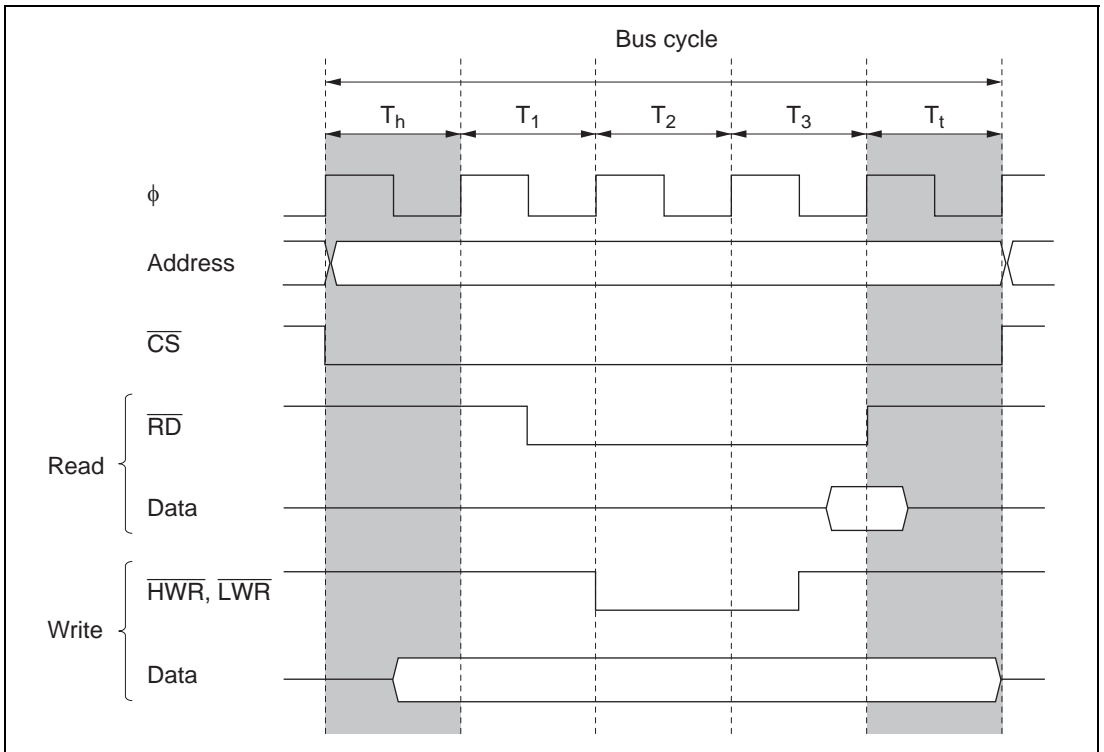 Bus cycle
Th T1 T2 T3 Tt
ϕ
Address
CS
RD
Read
Data
HWR, LWR
Write
Data